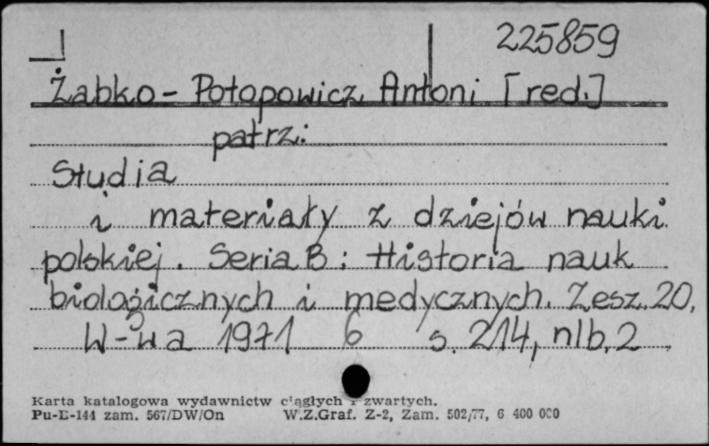 225859
Żabko-Potopowicz Antoni [red.]
patrz:
Studia
i materiały z dziejów nauki
polskiej. Seria B: Historia nauk
biologicznych i medycznych. Zesz. 20.
W-wa 1971 6 s. 214, nlb. 2
Karta katalogowa wydawnictw ciągłych i zwartych.
Pu-E-144 zam. 567/DW/On W.Z.Graf. Z-2, Zam. 502/77, 6 400 000